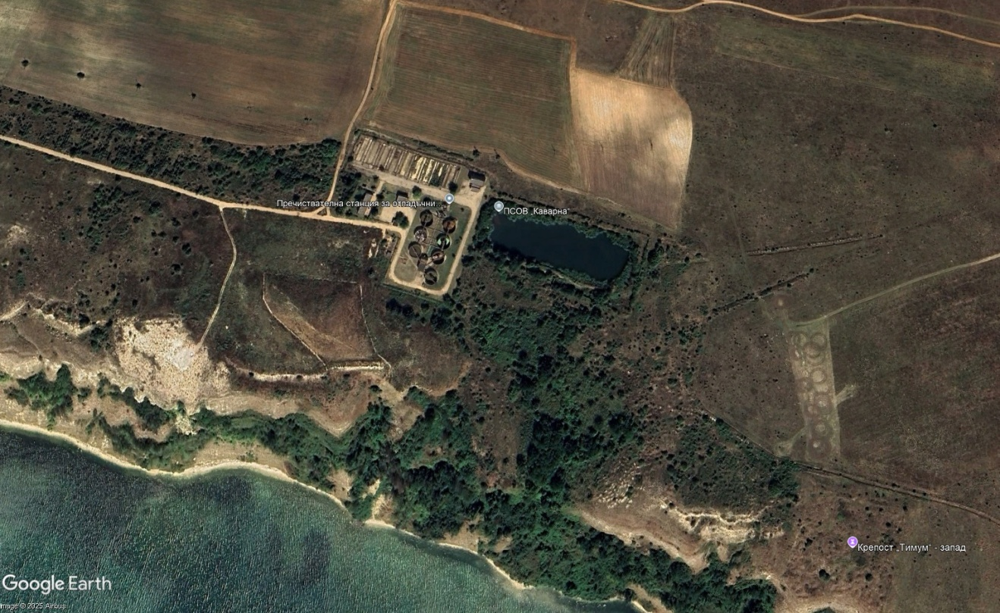 Пречиствателна станция за отпадъчни...
ПСОВ „Каварна“
Крепост „Тимум“ - запад
Google Earth
Image © 2025 Airbus